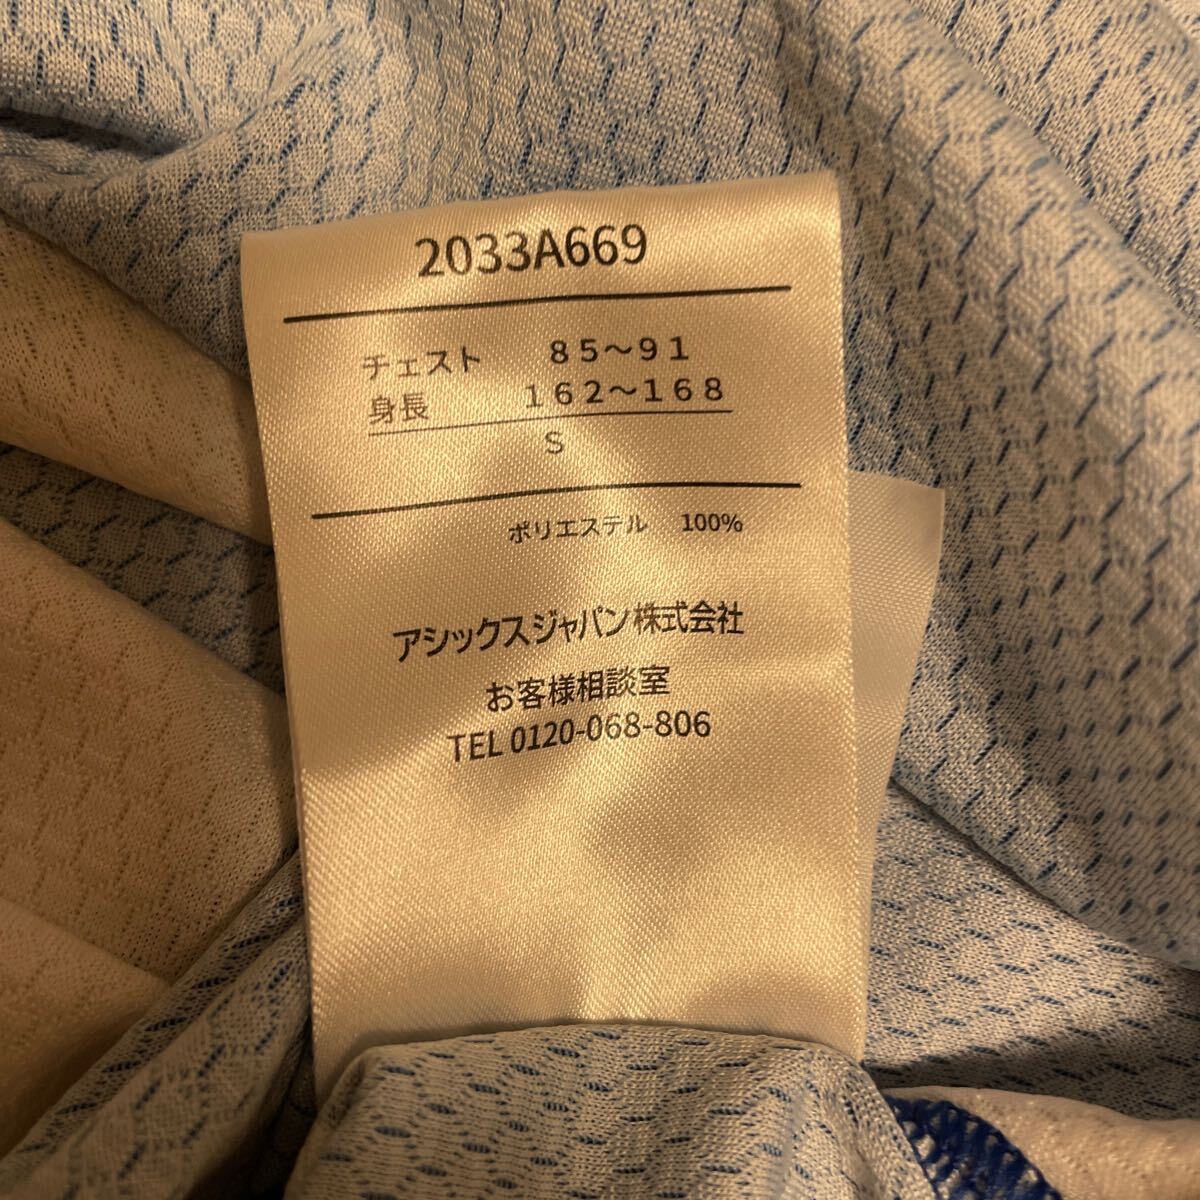 2033A669
チェスト　８５～９１
身長　１６２～１６８
Ｓ
ポリエステル　100%
アシックスジャパン株式会社
お客様相談室
TEL 0120-068-806